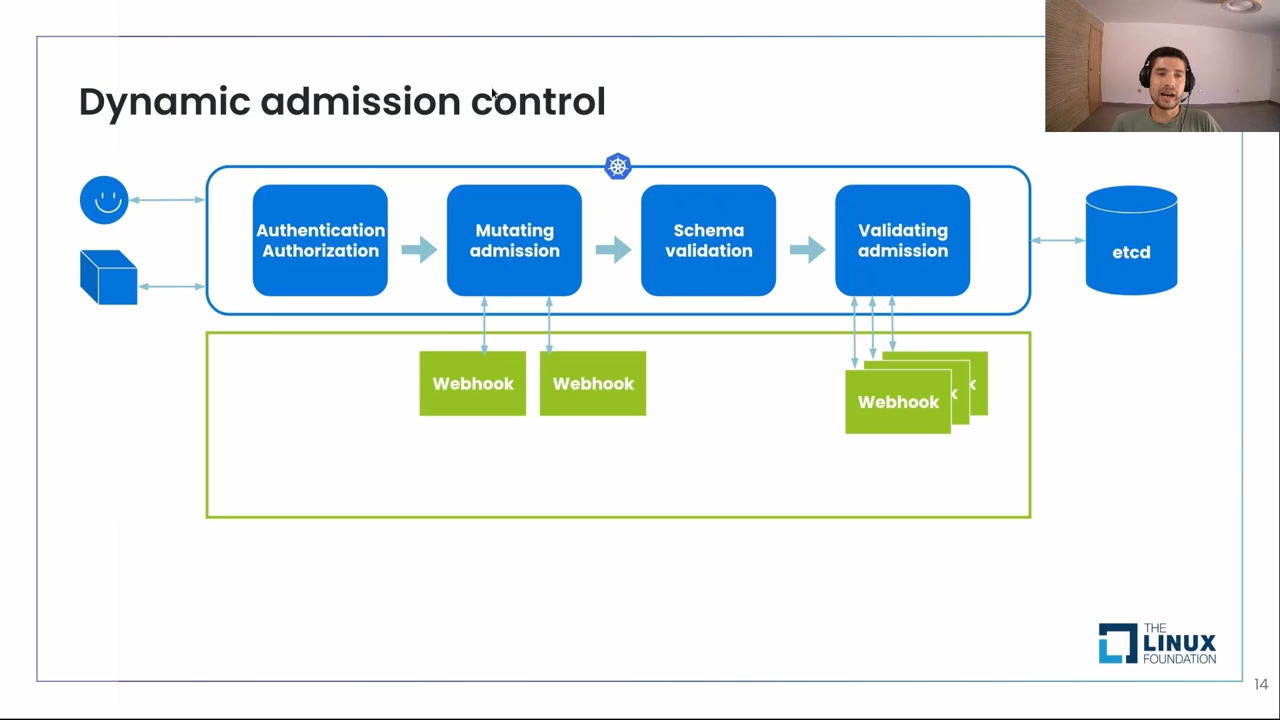 Dynamic admission control
Authentication
Authorization
Mutating
admission
Schema
validation
Validating
admission
etcd
Webhook
Webhook
Webhook
k
k
THE
LINUX
FOUNDATION
14